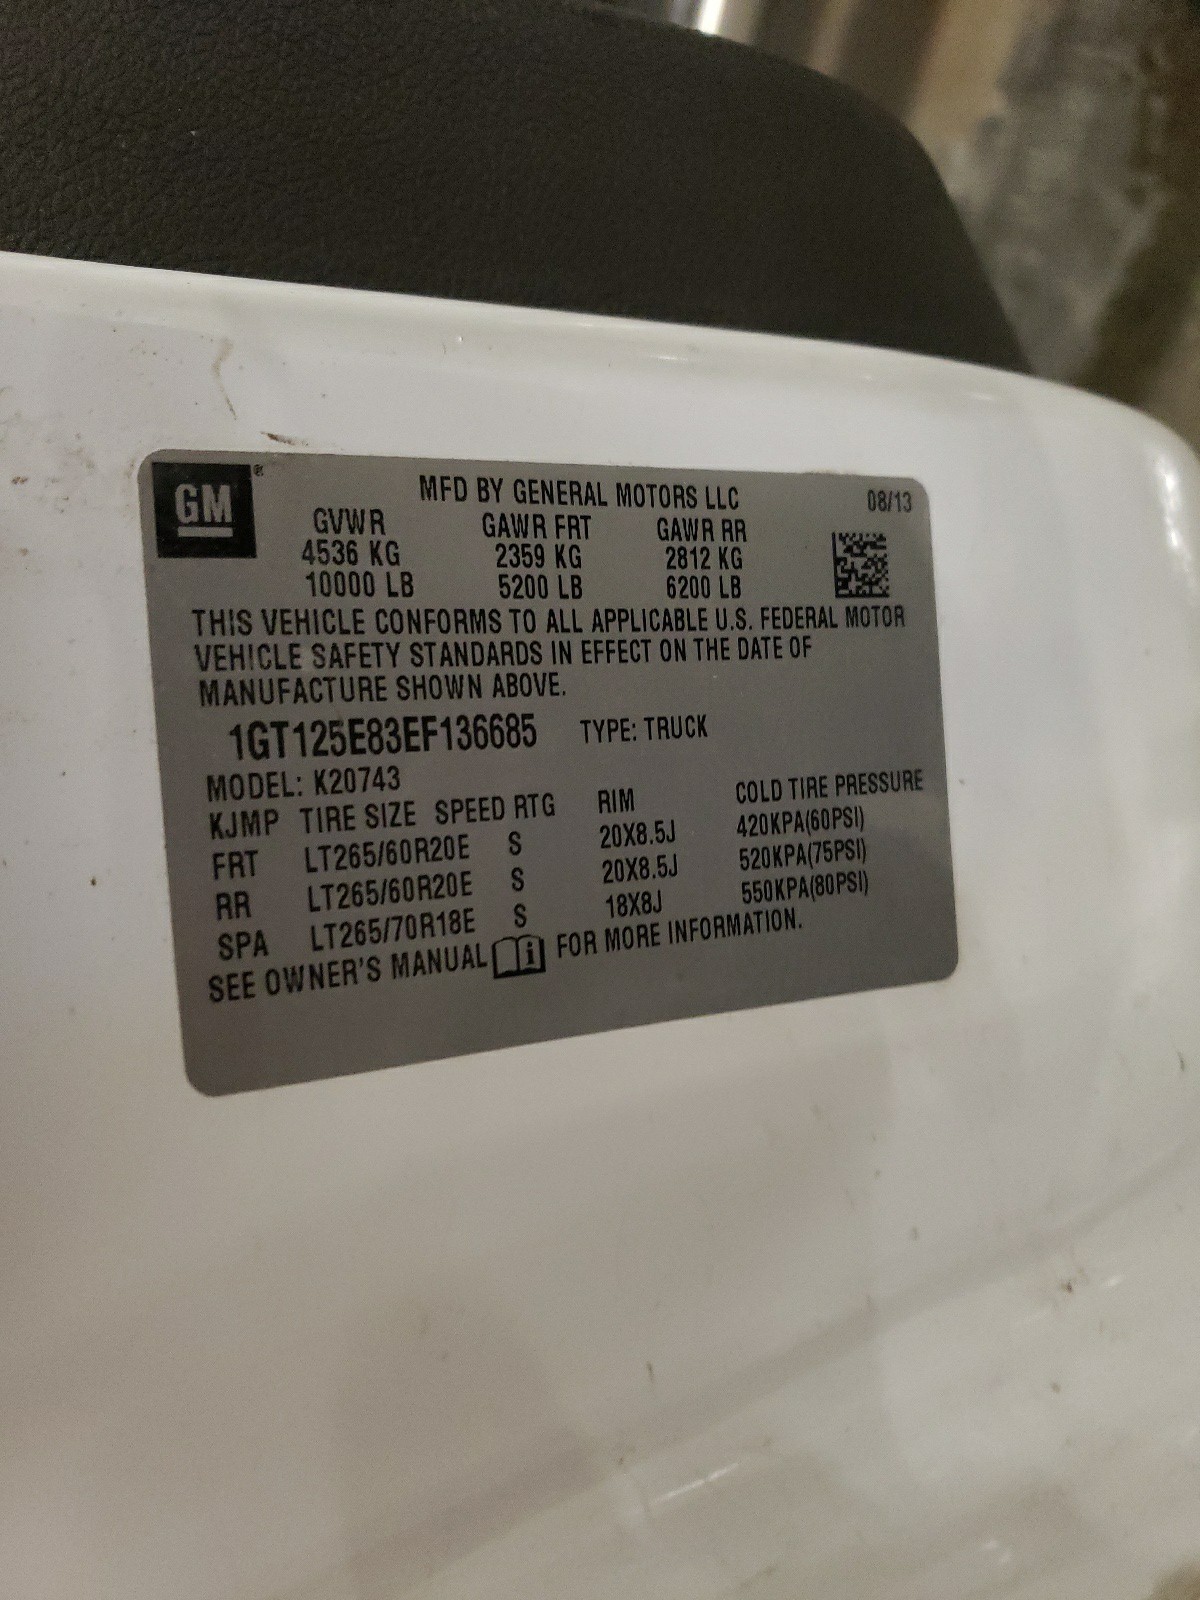 GM ®
MFD BY GENERAL MOTORS LLC 08/13
GVWR GAWR FRT GAWR RR
4536 KG 2359 KG 2812 KG
10000 LB 5200 LB 6200 LB
THIS VEHICLE CONFORMS TO ALL APPLICABLE U.S. FEDERAL MOTOR
VEHICLE SAFETY STANDARDS IN EFFECT ON THE DATE OF
MANUFACTURE SHOWN ABOVE.
1GT125E83EF136685 TYPE: TRUCK
MODEL: K20743
KJMP TIRE SIZE SPEED RTG RIM COLD TIRE PRESSURE
FRT LT265/60R20E S 20X8.5J 420KPA(60PSI)
RR LT265/60R20E S 20X8.5J 520KPA(75PSI)
SPA LT265/70R18E S 18X8J 550KPA(80PSI)
SEE OWNER'S MANUAL i FOR MORE INFORMATION.